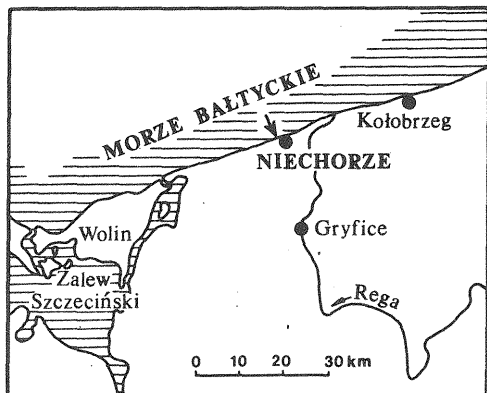 MORZE BAŁTYCKIE
Kołobrzeg
NIECHORZE
Wolin
Gryfice
Zalew
Szczeciński
Rega
0 10 20 30 km